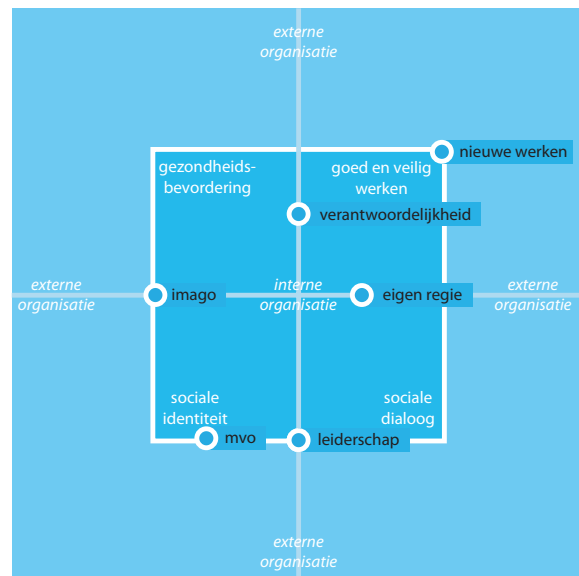 externe
organisatie
nieuwe werken
gezondheids-
bevordering
goed en veilig
werken
verantwoordelijkheid
externe
organisatie
imago
interne
organisatie
eigen regie
externe
organisatie
sociale
identiteit
sociale
dialoog
mvo
leiderschap
externe
organisatie